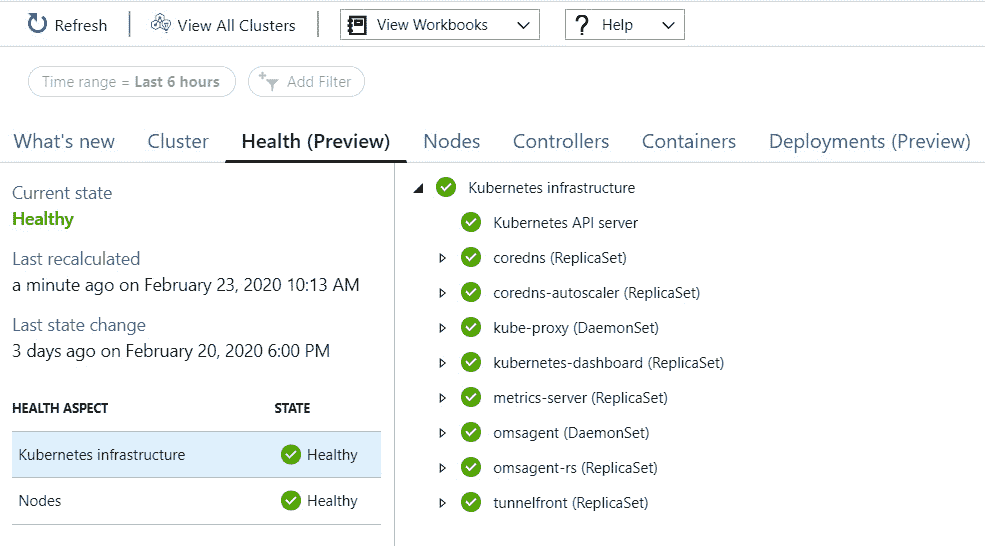 Refresh View All Clusters View Workbooks ? Help
Time range = Last 6 hours Add Filter
What's new Cluster Health (Preview) Nodes Controllers Containers Deployments (Preview)
Current state
Healthy
Last recalculated
a minute ago on February 23, 2020 10:13 AM
Last state change
3 days ago on February 20, 2020 6:00 PM
HEALTH ASPECT STATE
Kubernetes infrastructure Healthy
Nodes Healthy
Kubernetes infrastructure
Kubernetes API server
coredns (ReplicaSet)
coredns-autoscaler (ReplicaSet)
kube-proxy (DaemonSet)
kubernetes-dashboard (ReplicaSet)
metrics-server (ReplicaSet)
omsagent (DaemonSet)
omsagent-rs (ReplicaSet)
tunnelfront (ReplicaSet)